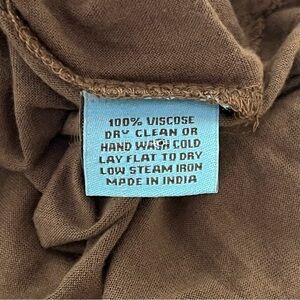 100% VISCOSE
DRY CLEAN OR
HAND WASH COLD
LAY FLAT TO DRY
LOW STEAM IRON
MADE IN INDIA